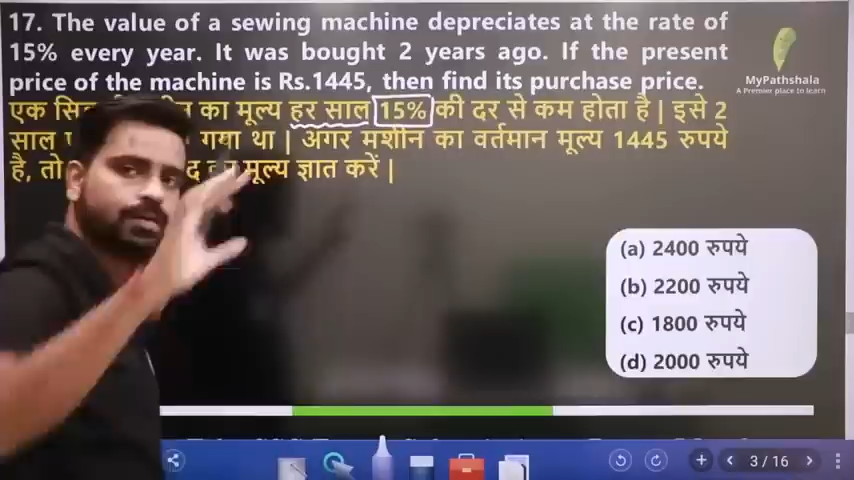 17. The value of a sewing machine depreciates at the rate of
15% every year. It was bought 2 years ago. If the present
price of the machine is Rs.1445, then find its purchase price.
MyPathshala
A Premier place to learn
एक का मूल्य हर साल 15% की दर से कम होता है | इसे 2
साल गया था | अगर मशीन का वर्तमान मूल्य 1445 रुपये
है, तो मूल्य ज्ञात करें |
(a) 2400 रुपये
(b) 2200 रुपये
(c) 1800 रुपये
(d) 2000 रुपये
3 / 16